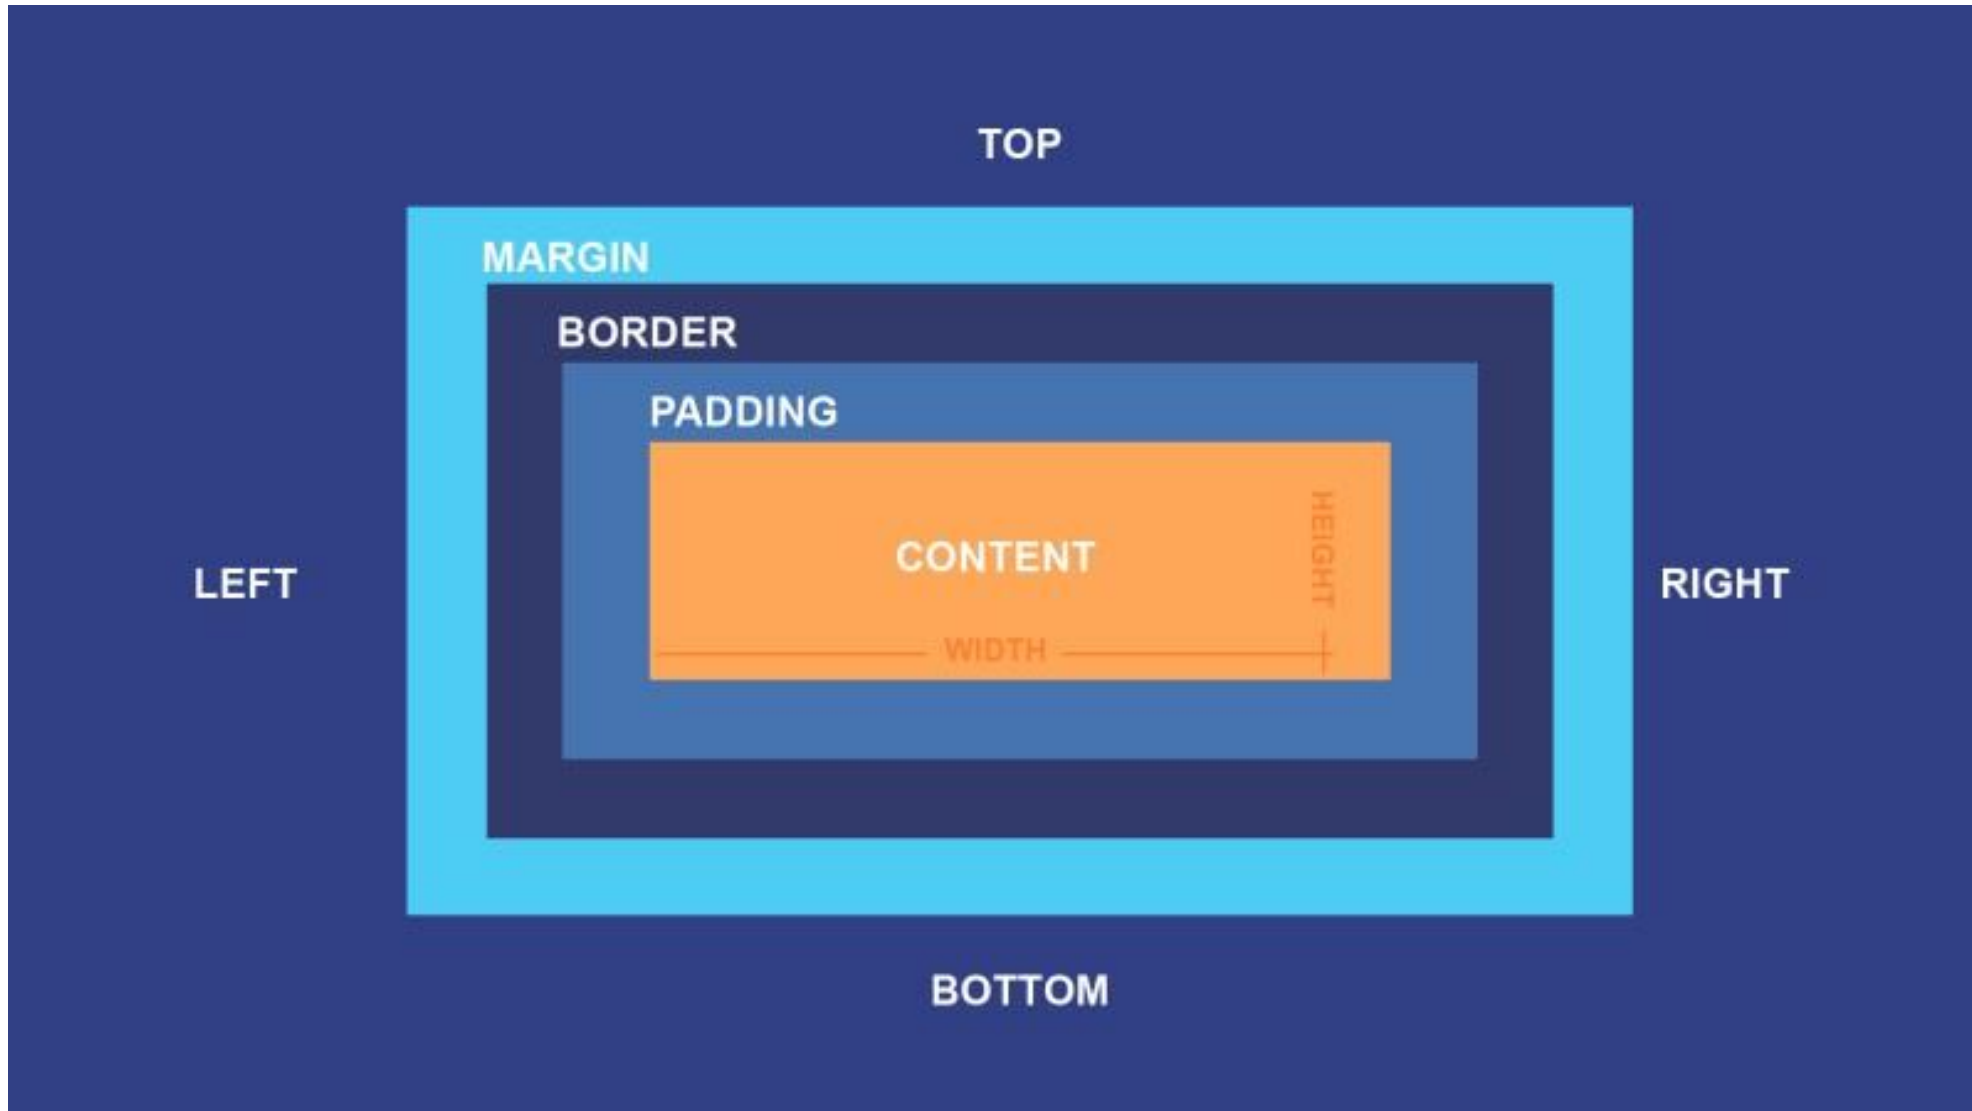 TOP
MARGIN
BORDER
PADDING
CONTENT
HEIGHT
WIDTH
LEFT
RIGHT
BOTTOM